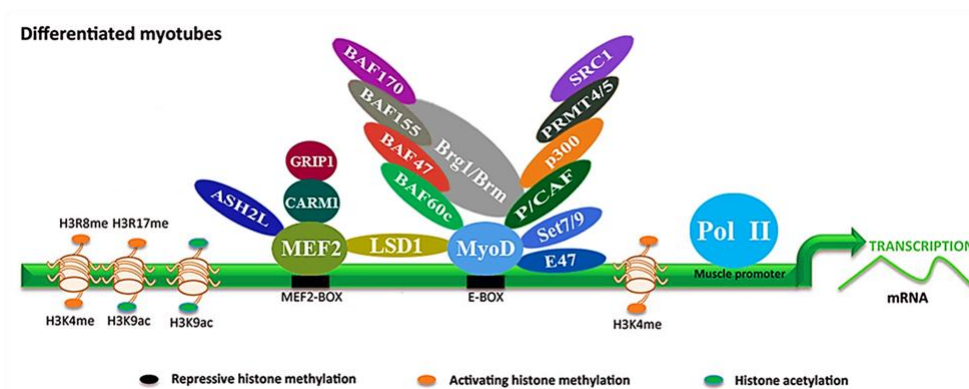 Differentiated myotubes
BAF170
BAF155
BAF47
BAF60c
Brg1/Brm
SRC1
PRMT4/5
p300
P/CAF
GRIP1
CARM1
ASH2L
MEF2
LSD1
MyoD
Set7/9
E47
Pol II
H3R8me H3R17me
TRANSCRIPTION
Muscle promoter
MEF2-BOX
E-BOX
mRNA
H3K4me
H3K9ac
H3K9ac
H3K4me
Repressive histone methylation
Activating histone methylation
Histone acetylation